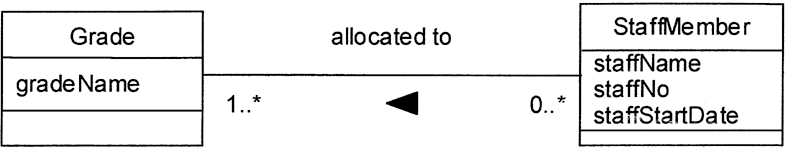 Grade
gradeName
allocated to
1..*
0..*
StaffMember
staffName
staffNo
staffStartDate